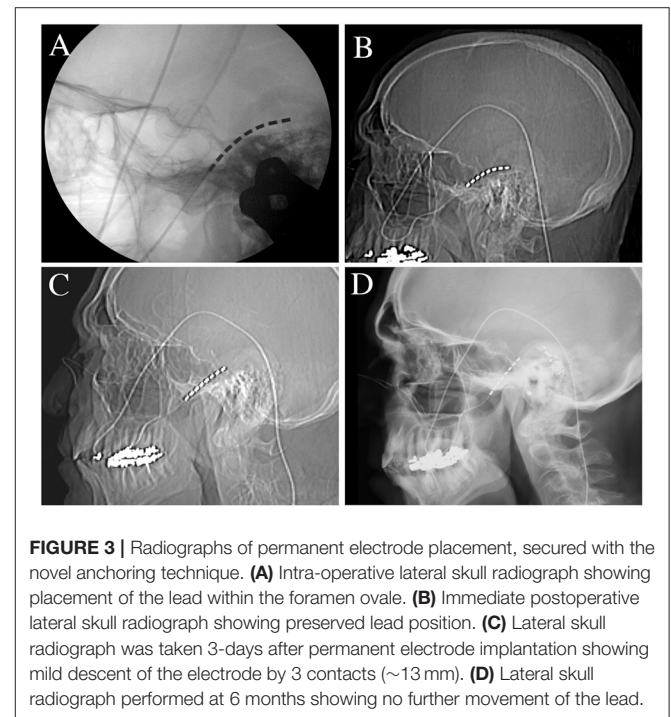 A
B
C
D
FIGURE 3 | Radiographs of permanent electrode placement, secured with the
novel anchoring technique. (A) Intra-operative lateral skull radiograph showing
placement of the lead within the foramen ovale. (B) Immediate postoperative
lateral skull radiograph showing preserved lead position. (C) Lateral skull
radiograph was taken 3-days after permanent electrode implantation showing
mild descent of the electrode by 3 contacts (~13 mm). (D) Lateral skull
radiograph performed at 6 months showing no further movement of the lead.